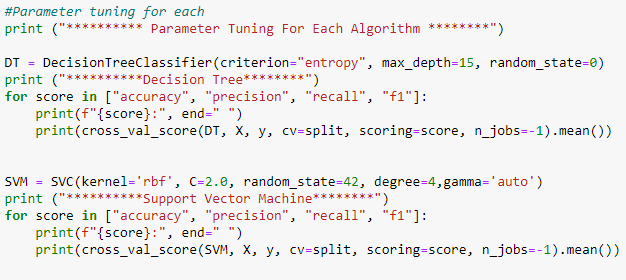 #Parameter tuning for each
print ("********** Parameter Tuning For Each Algorithm ********")
DT = DecisionTreeClassifier(criterion="entropy", max_depth=15, random_state=0)
print ("**********Decision Tree********")
for score in ["accuracy", "precision", "recall", "f1"]:
    print(f"{score}:", end=" ")
    print(cross_val_score(DT, X, y, cv=split, scoring=score, n_jobs=-1).mean())
SVM = SVC(kernel='rbf', C=2.0, random_state=42, degree=4,gamma='auto')
print ("**********Support Vector Machine********")
for score in ["accuracy", "precision", "recall", "f1"]:
    print(f"{score}:", end=" ")
    print(cross_val_score(SVM, X, y, cv=split, scoring=score, n_jobs=-1).mean())